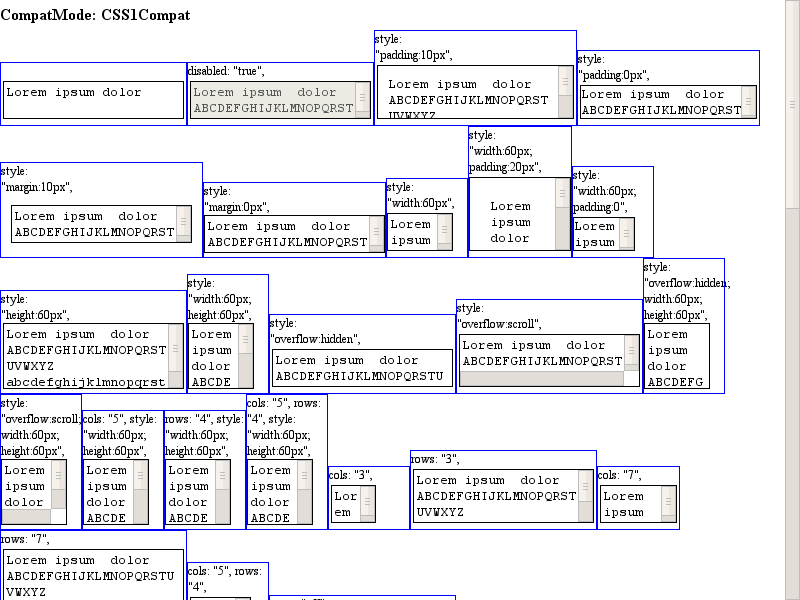 CompatMode: CSS1Compat
Lorem ipsum dolor
disabled: "true",
Lorem ipsum  dolor
ABCDEFGHIJKLMNOPQRST
style:
"padding:10px",
Lorem ipsum  dolor
ABCDEFGHIJKLMNOPQRST
UVWXYZ
style:
"padding:0px",
Lorem ipsum  dolor
ABCDEFGHIJKLMNOPQRST
style:
"margin:10px",
Lorem ipsum  dolor
ABCDEFGHIJKLMNOPQRST
style:
"margin:0px",
Lorem ipsum  dolor
ABCDEFGHIJKLMNOPQRST
style:
"width:60px",
Lorem
ipsum
style:
"width:60px;
padding:20px",
Lorem
ipsum
dolor
style:
"width:60px;
padding:0",
Lorem
ipsum
style:
"height:60px",
Lorem ipsum  dolor
ABCDEFGHIJKLMNOPQRST
UVWXYZ
abcdefghijklmnopqrst
style:
"width:60px;
height:60px",
Lorem
ipsum
dolor
ABCDE
style:
"overflow:hidden",
Lorem ipsum  dolor
ABCDEFGHIJKLMNOPQRSTU
style:
"overflow:scroll",
Lorem ipsum  dolor
ABCDEFGHIJKLMNOPQRST
style:
"overflow:hidden;
width:60px;
height:60px",
Lorem
ipsum
dolor
ABCDEFG
style:
"overflow:scroll;
width:60px;
height:60px",
Lorem
ipsum
dolor
cols: "5", style:
"width:60px;
height:60px",
Lorem
ipsum
dolor
ABCDE
rows: "4", style:
"width:60px;
height:60px",
Lorem
ipsum
dolor
ABCDE
cols: "5", rows:
"4", style:
"width:60px;
height:60px",
Lorem
ipsum
dolor
ABCDE
cols: "3",
Lor
em
rows: "3",
Lorem ipsum  dolor
ABCDEFGHIJKLMNOPQRST
UVWXYZ
cols: "7",
Lorem
ipsum
rows: "7",
Lorem ipsum  dolor
ABCDEFGHIJKLMNOPQRSTU
VWXYZ
cols: "5", rows:
"4",